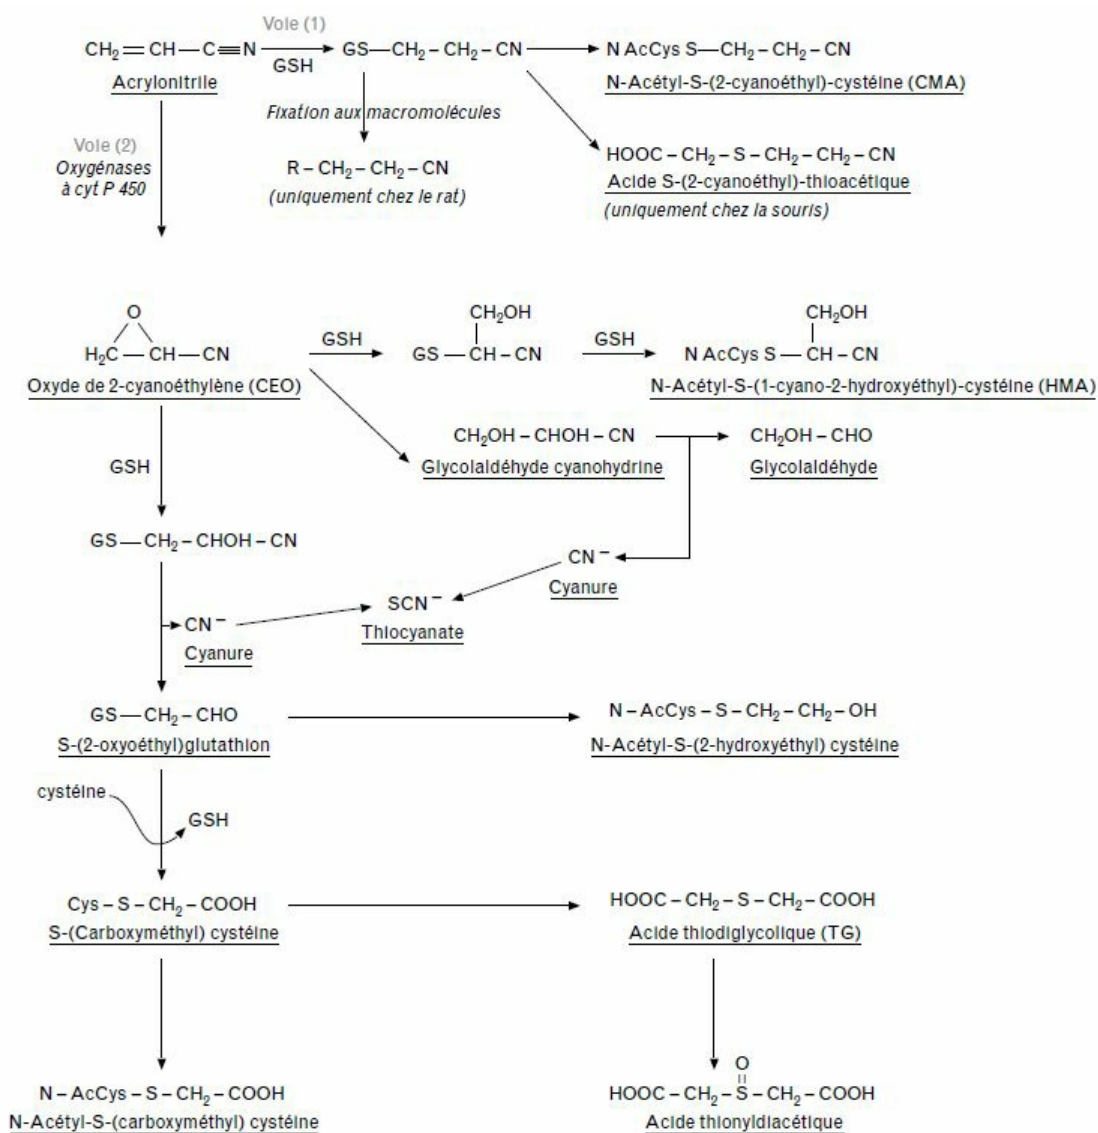 Voie (1)
CH2=CH—C≡N GSH GS—CH2–CH2–CN N AcCys S—CH2–CH2–CN
Acrylonitrile N-Acétyl-S-(2-cyanoéthyl)-cystéine (CMA)
Fixation aux macromolécules
Voie (2)
Oxygénases
à cyt P 450
R–CH2–CH2–CN
(uniquement chez le rat)
HOOC–CH2–S–CH2–CH2–CN
Acide S-(2-cyanoéthyl)-thioacétique
(uniquement chez la souris)
O
H2C—CH—CN
Oxyde de 2-cyanoéthylène (CEO)
GSH
CH2OH
GS—CH–CN
GSH
CH2OH
N AcCys S—CH–CN
N-Acétyl-S-(1-cyano-2-hydroxyéthyl)-cystéine (HMA)
CH2OH–CHOH–CN
Glycolaldéhyde cyanohydrine
CH2OH–CHO
Glycolaldéhyde
GSH
GS—CH2–CHOH–CN
CN–
Cyanure
SCN–
Thiocyanate
CN–
Cyanure
GS—CH2–CHO
S-(2-oxyoéthyl)glutathion
N–AcCys–S–CH2–CH2–OH
N-Acétyl-S-(2-hydroxyéthyl) cystéine
cystéine
GSH
Cys–S–CH2–COOH
S-(Carboxyméthyl) cystéine
HOOC–CH2–S–CH2–COOH
Acide thiodiglycolique (TG)
N–AcCys–S–CH2–COOH
N-Acétyl-S-(carboxyméthyl) cystéine
O
HOOC–CH2–S–CH2–COOH
Acide thionyldiacétique